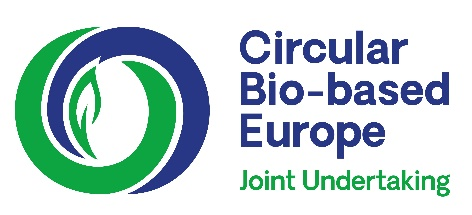 Circular
Bio-based
Europe
Joint Undertaking